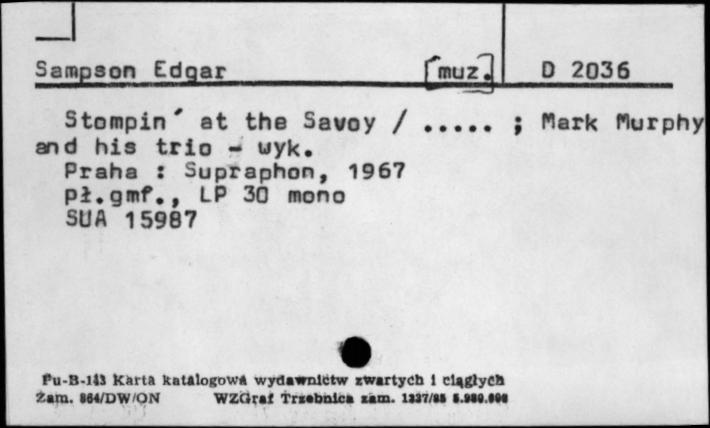 Sampson Edgar [muz.] D 2036
Stompin' at the Savoy / ..... ; Mark Murphy
and his trio - wyk.
Praha : Supraphon, 1967
pł.gmf., LP 30 mono
SUA 15987
Pu-B-143 Karta katalogowa wydawnictw zwartych i ciągłych
Zam. 864/DW/ON WZGraf Trzebnica zam. 1337/85 5.980.000